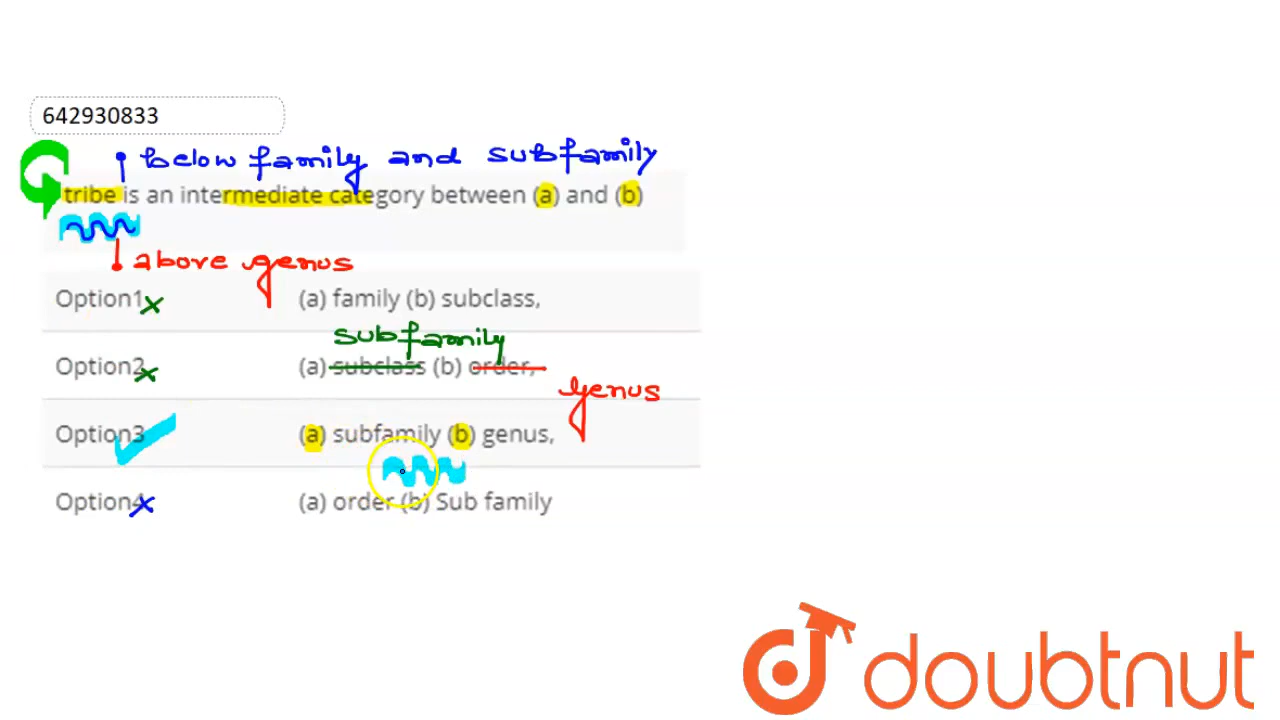 642930833
below family and subfamily
tribe is an intermediate category between (a) and (b)
above genus
Option1 x (a) family (b) subclass,
subfamily
Option2 x (a) subclass (b) order,
genus
Option3 (a) subfamily (b) genus,
Option4 x (a) order (b) Sub family
doubtnut